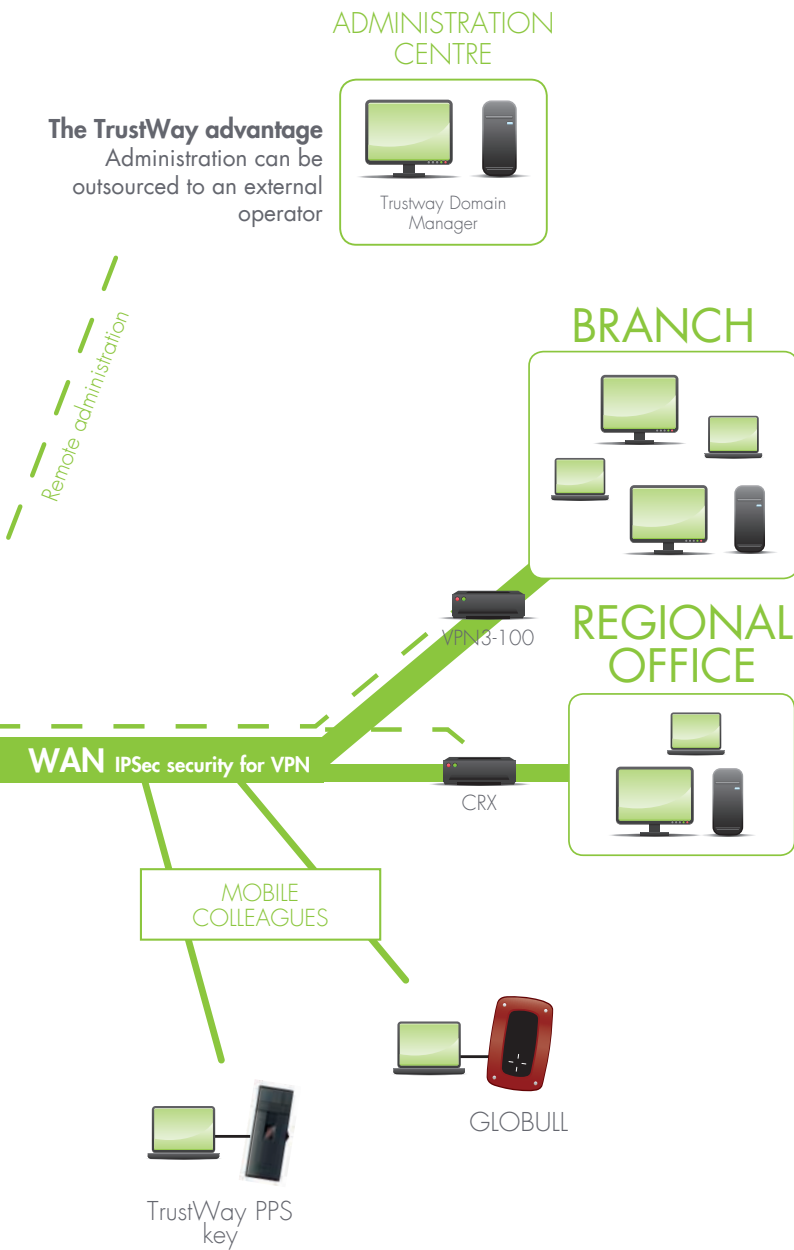 ADMINISTRATION
CENTRE
The TrustWay advantage
Administration can be
outsourced to an external
operator
Trustway Domain
Manager
Remote administration
BRANCH
VPN3-100
REGIONAL
OFFICE
WAN IPSec security for VPN
CRX
MOBILE
COLLEAGUES
GLOBULL
TrustWay PPS
key